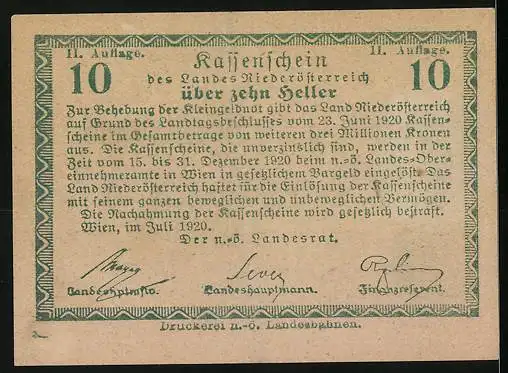 II. Auflage. Kassenschein II. Auflage.
10 des Landes Niederösterreich 10
über zehn Heller
Zur Behebung der Kleingeldnot gibt das Land Niederösterreich
auf Grund des Landtagsbeschlusses vom 23. Juni 1920 Kassen-
scheine im Gesamtbetrage von weiteren drei Millionen Kronen
aus. Die Kassenscheine, die unverzinslich sind, werden in der
Zeit vom 15. bis 31. Dezember 1920 beim n.-ö. Landes-Ober-
einnehmeramte in Wien in gesetzlichem Bargeld eingelöst. Das
Land Niederösterreich haftet für die Einlösung der Kassenscheine
mit seinem ganzen beweglichen und unbeweglichen Vermögen.
Die Nachahmung der Kassenscheine wird gesetzlich bestraft.
Wien, im Juli 1920.
Der n.-ö. Landesrat.
Sever
Landeshptmstv. Landeshauptmann. Finanzreferent.
Druckerei n.-ö. Landesbahnen.